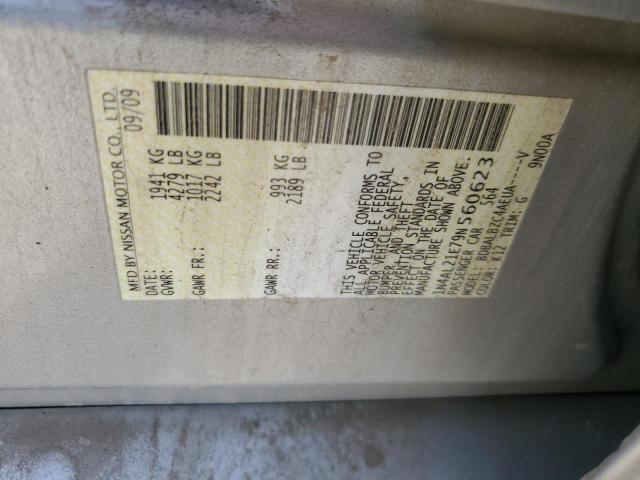 MFD BY NISSAN MOTOR CO., LTD.
DATE: 09/09
GVWR: 1941 KG
4279 LB
GAWR FR: 1017 KG
2242 LB
GAWR RR: 993 KG
2189 LB
THIS VEHICLE CONFORMS TO
ALL APPLICABLE FEDERAL
MOTOR VEHICLE SAFETY,
BUMPER, AND THEFT
PREVENTION STANDARDS IN
EFFECT ON THE DATE OF
MANUFACTURE SHOWN ABOVE.
1N4AL21E79N560623
PASSENGER CAR 564
MODEL: BDRALBZC4AEUA----V
COLOR: K12 TRIM: G 9N00A